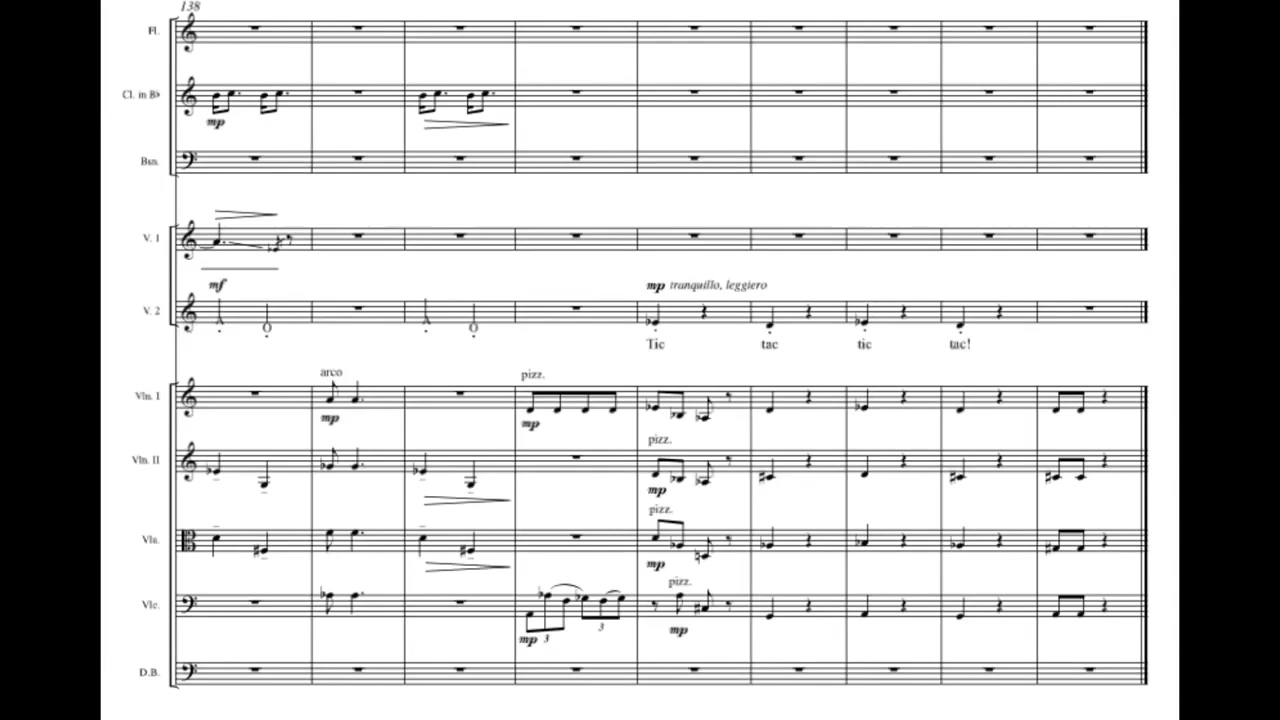 138
Fl.
Cl. in B♭
mp
Bsn.
V. 1
mf
mp tranquillo, leggiero
V. 2
Tic tac tic tac!
arco pizz.
Vln. I
mp mp
pizz.
Vln. II
mp
pizz.
Vla.
mp
pizz.
Vlc.
mp 3 3 mp
D.B.